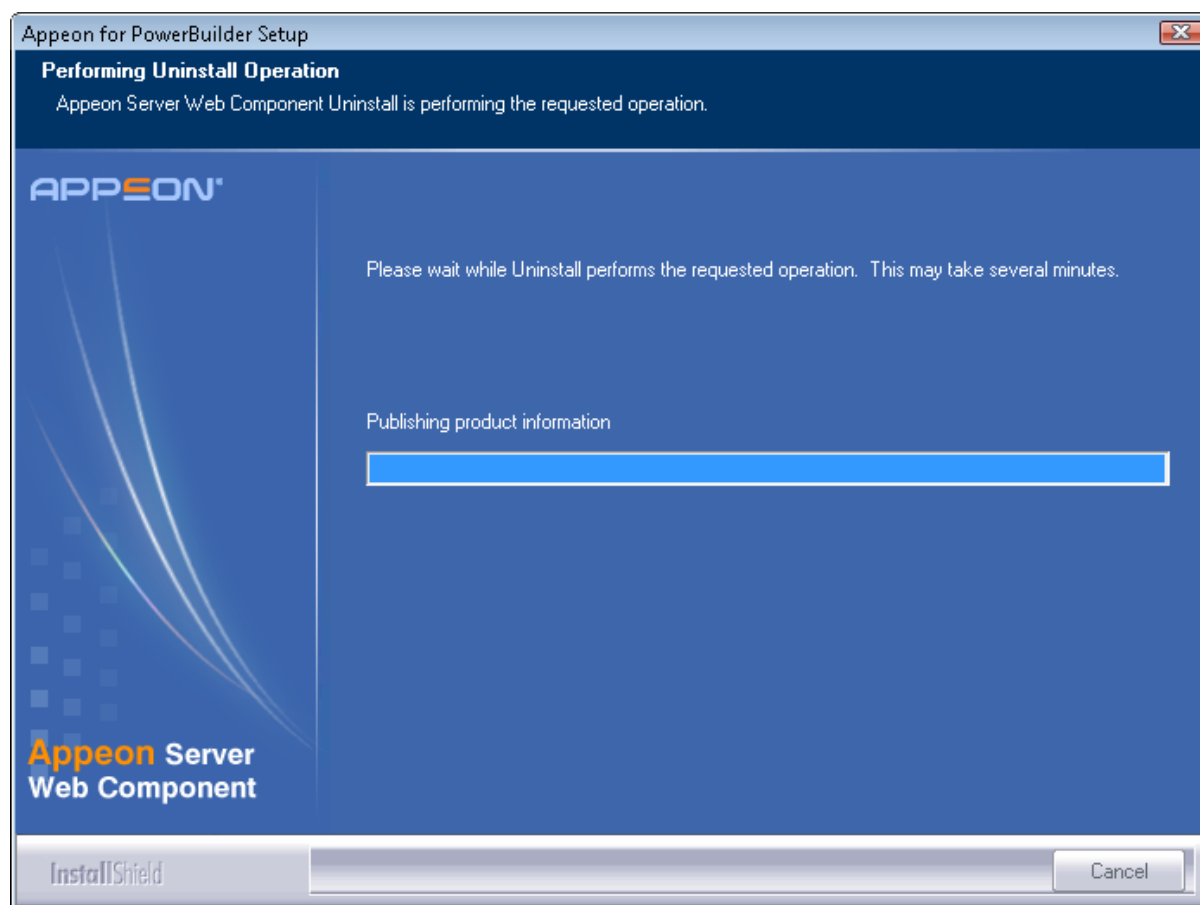 Appeon for PowerBuilder Setup
Performing Uninstall Operation
Appeon Server Web Component Uninstall is performing the requested operation.
APPEON®
Please wait while Uninstall performs the requested operation. This may take several minutes.
Publishing product information
Appeon Server
Web Component
InstallShield
Cancel